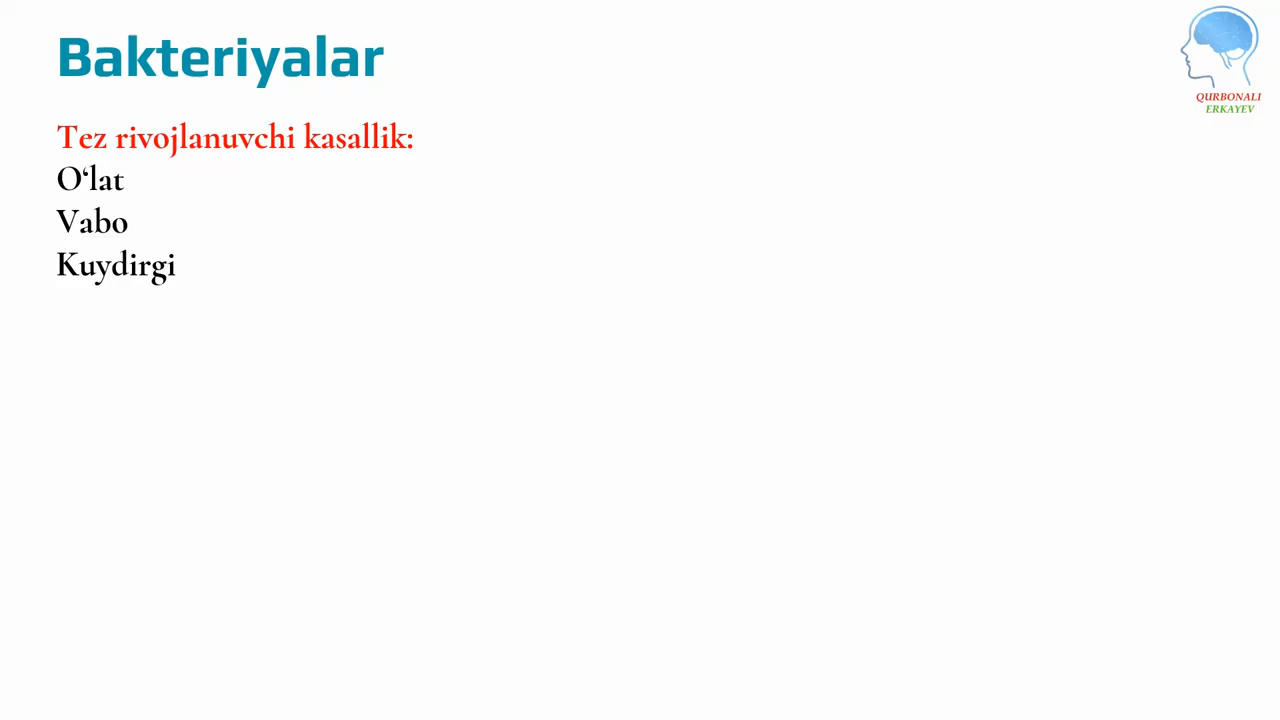 Bakteriyalar
QURBONALI
ERKAYEV
Tez rivojlanuvchi kasallik:
O‘lat
Vabo
Kuydirgi